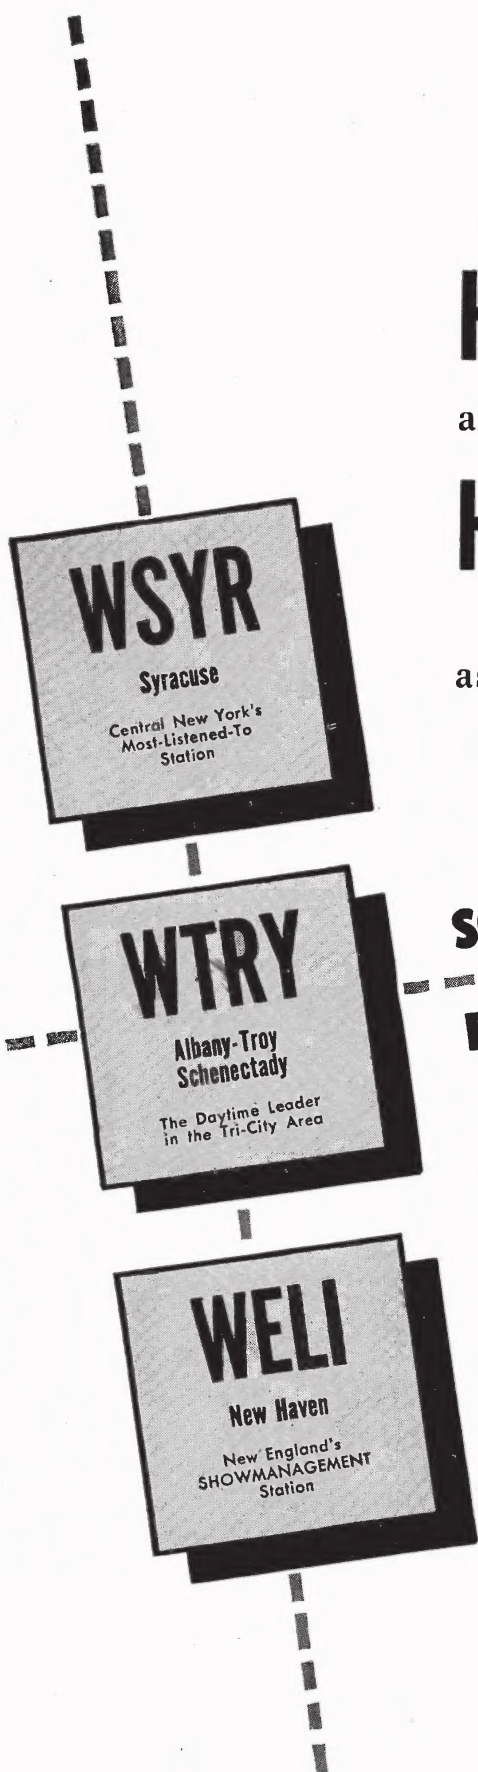 WSYR
Syracuse
Central New York's
Most-Listened-To
Station
WTRY
Albany-Troy
Schenectady
The Daytime Leader
in the Tri-City Area
WELI
New Haven
New England's
SHOWMANAGEMENT
Station